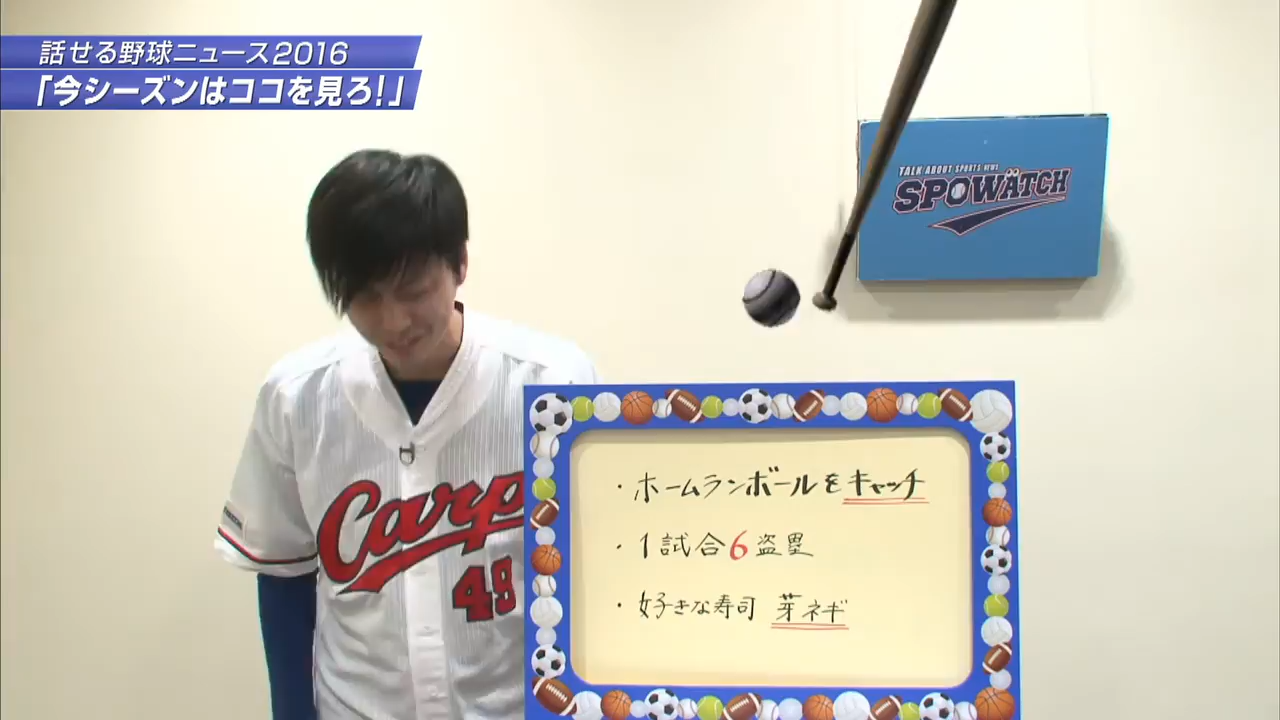 話せる野球ニュース2016
「今シーズンはココを見ろ!」
TALK ABOUT SPORTS NEWS
SPOWÄTCH
Carp
49
・ホームランボールをキャッチ
・1試合6盗塁
・好きな寿司 芽ネギ